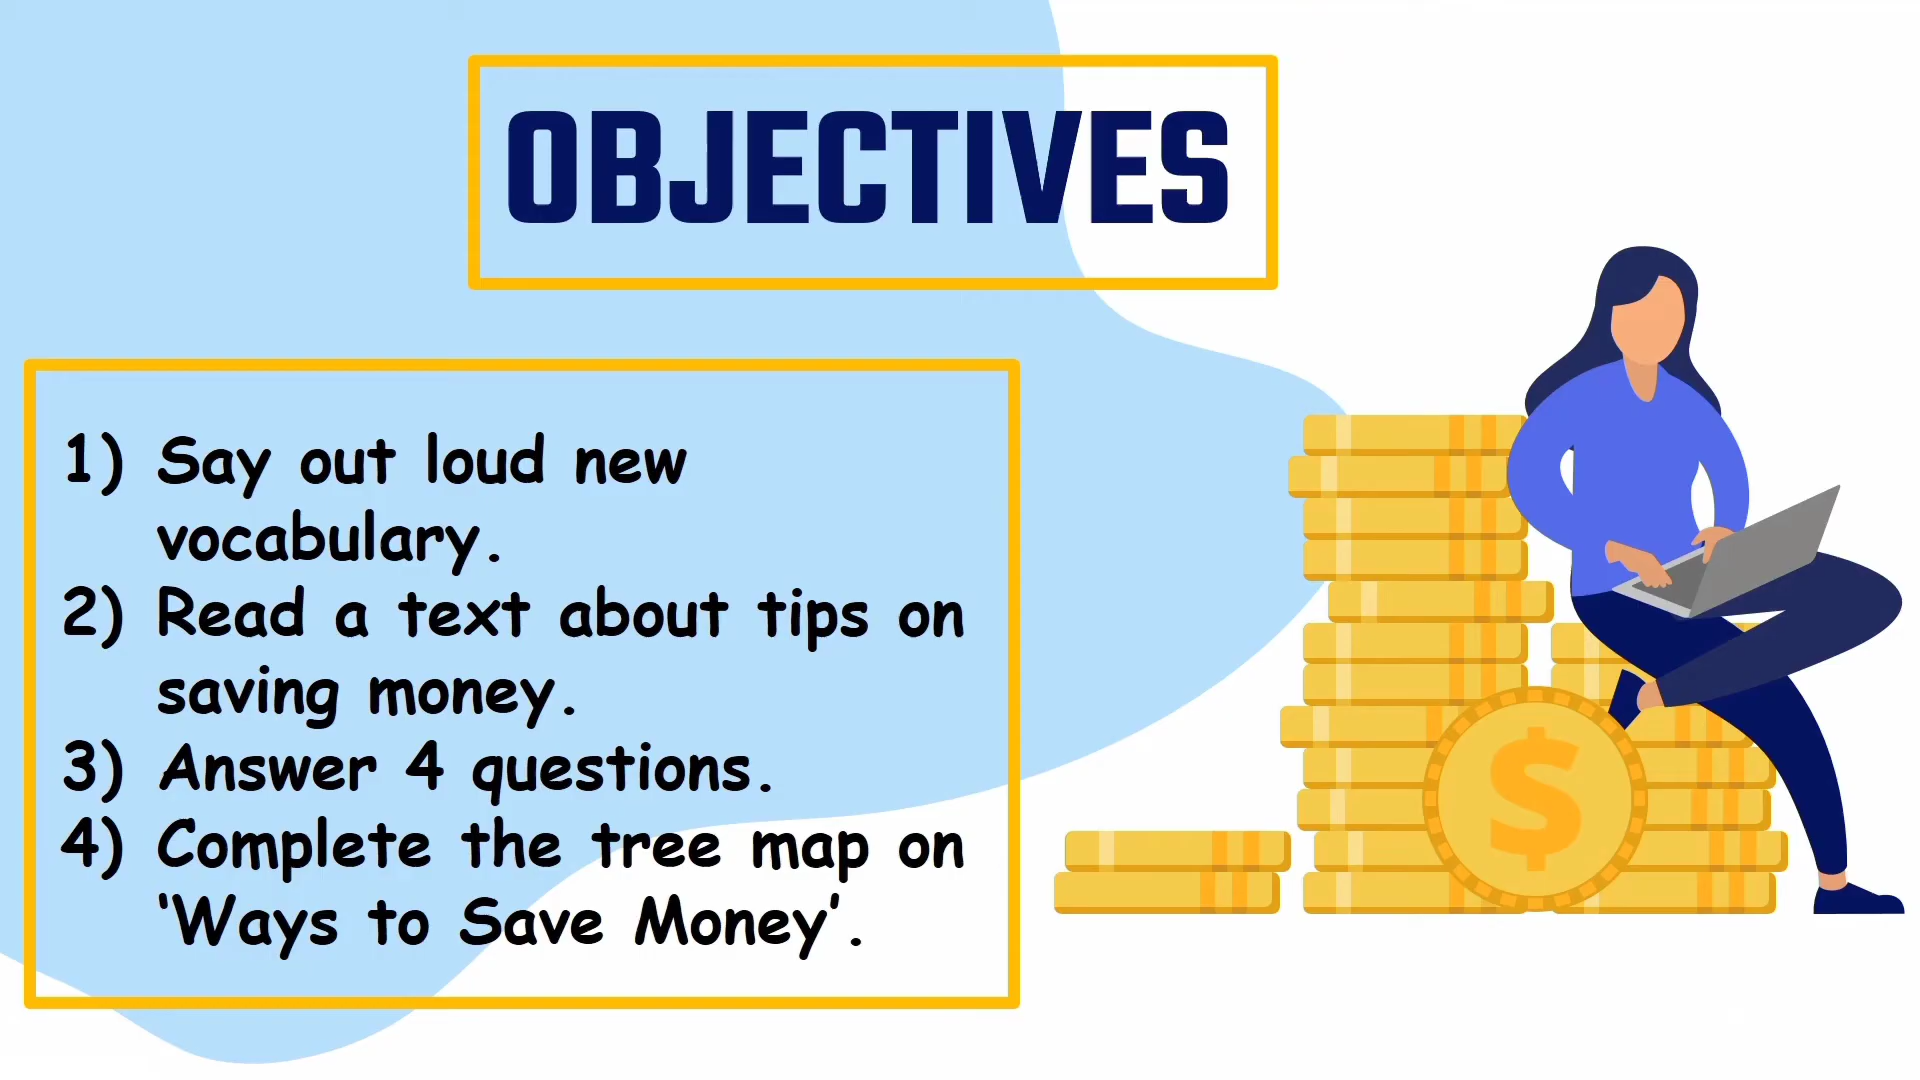 OBJECTIVES
1) Say out loud new
vocabulary.
2) Read a text about tips on
saving money.
3) Answer 4 questions.
4) Complete the tree map on
‘Ways to Save Money’.
$